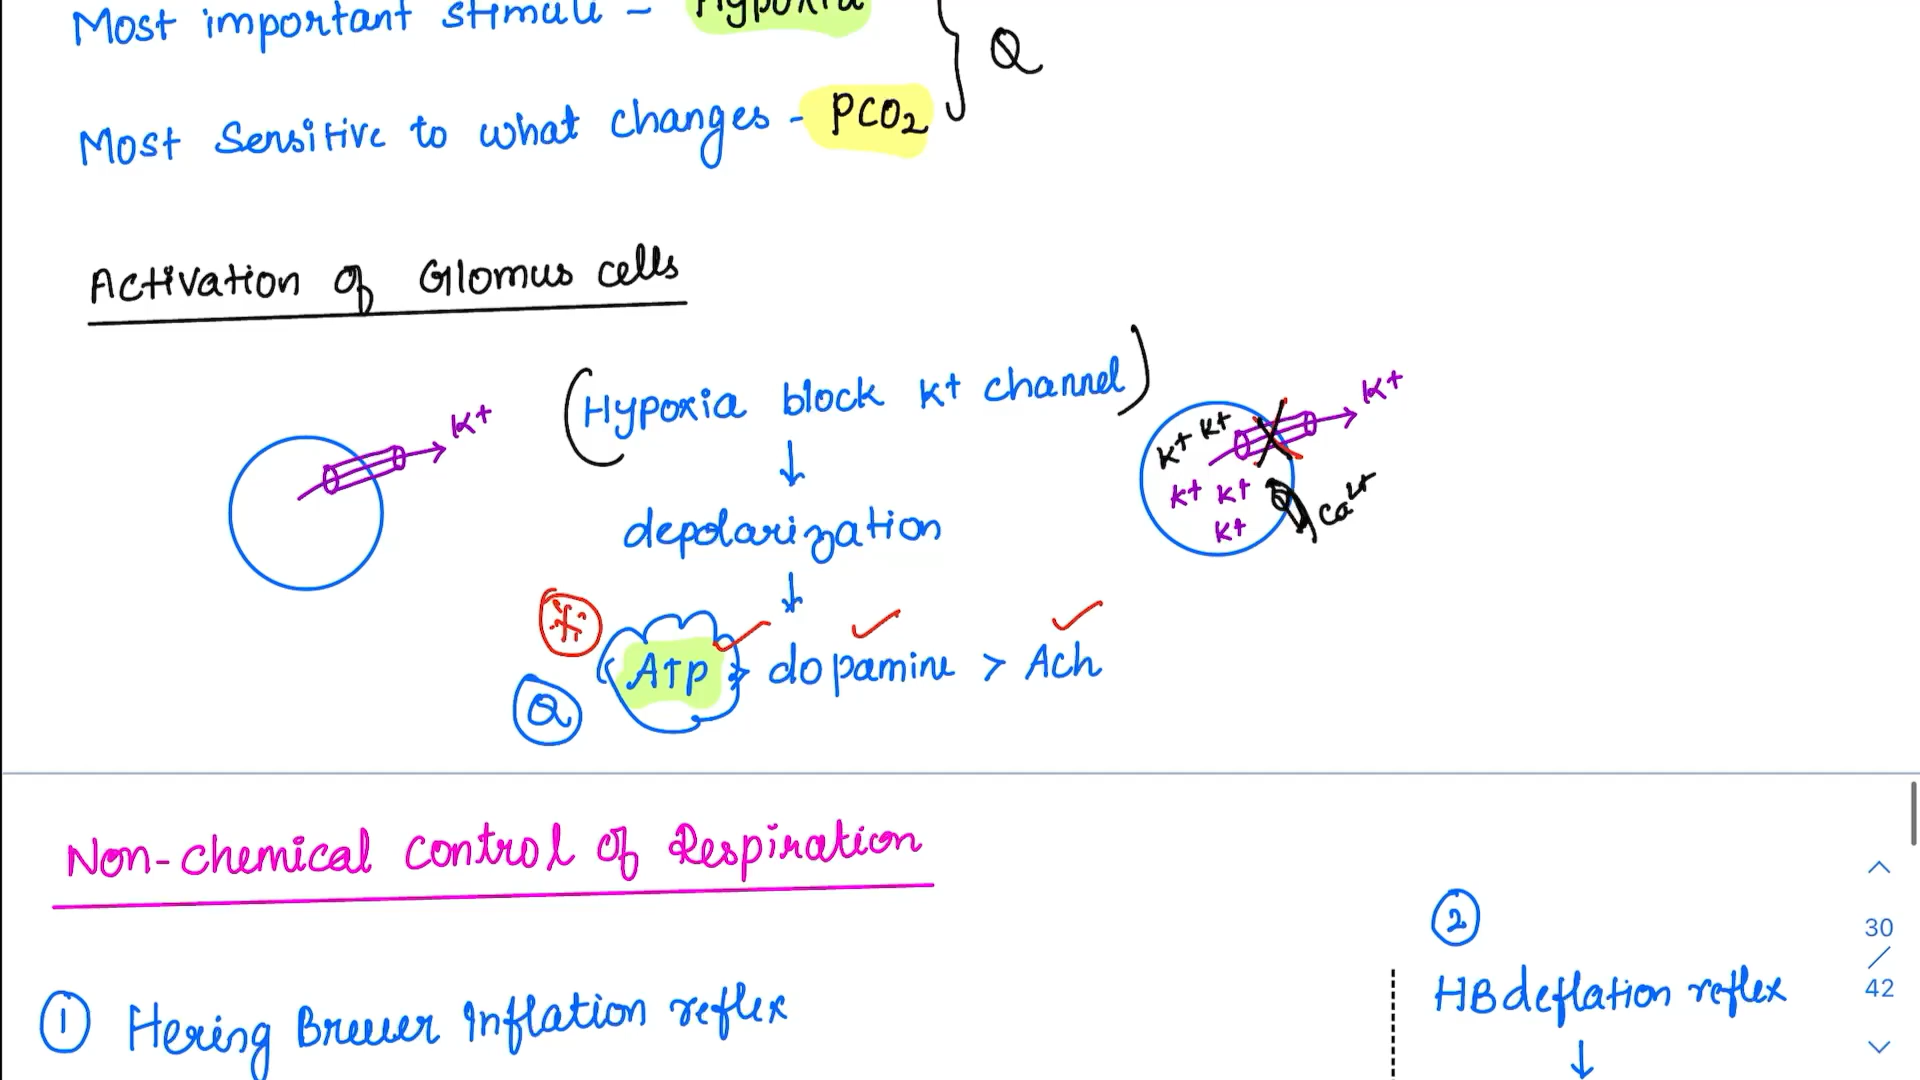 Most important stimuli - Hypoxia
Q
Most Sensitive to what changes - PCO2
Activation of Glomus cells
K+
(Hypoxia block K+ channel)
K+
K+ K+
K+ K+
K+
Ca2+
depolarization
ATP > dopamine > Ach
Q
Non-chemical control of Respiration
2
30
/
42
HB deflation reflex
1 Hering Breuer Inflation reflex